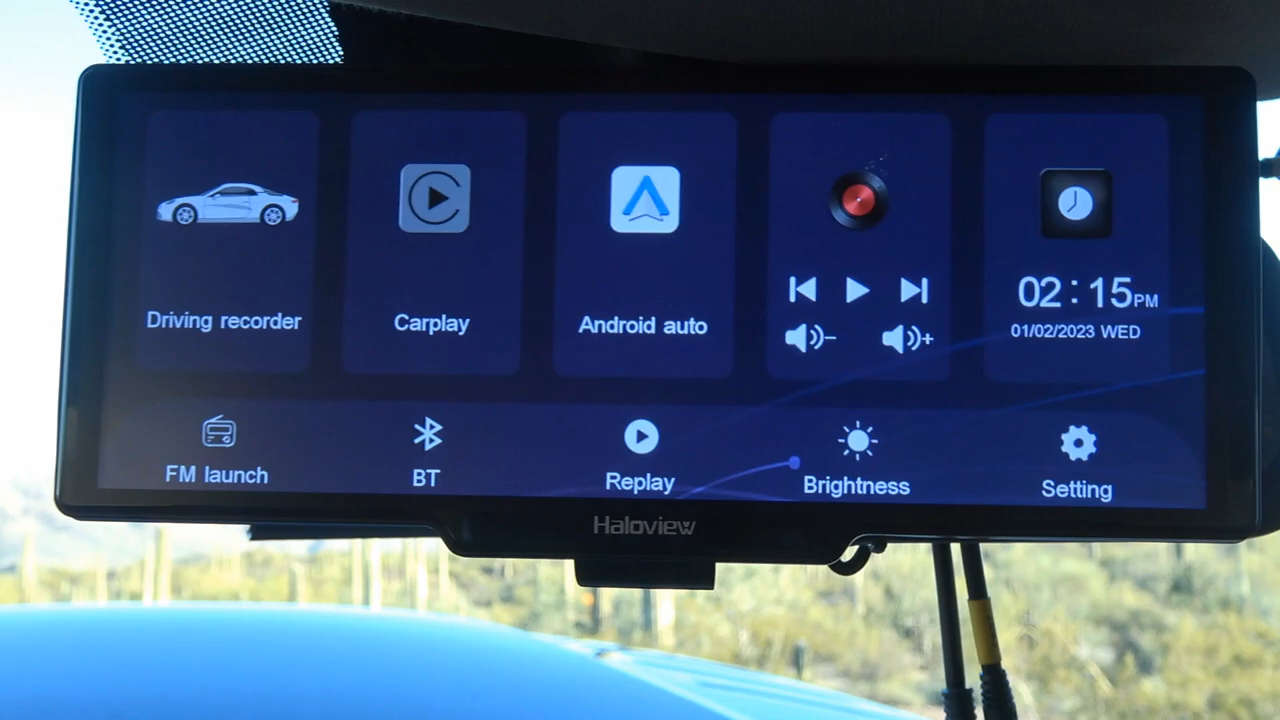 Driving recorder
Carplay
Android auto
02:15PM
01/02/2023 WED
FM launch
BT
Replay
Brightness
Setting
Haloview